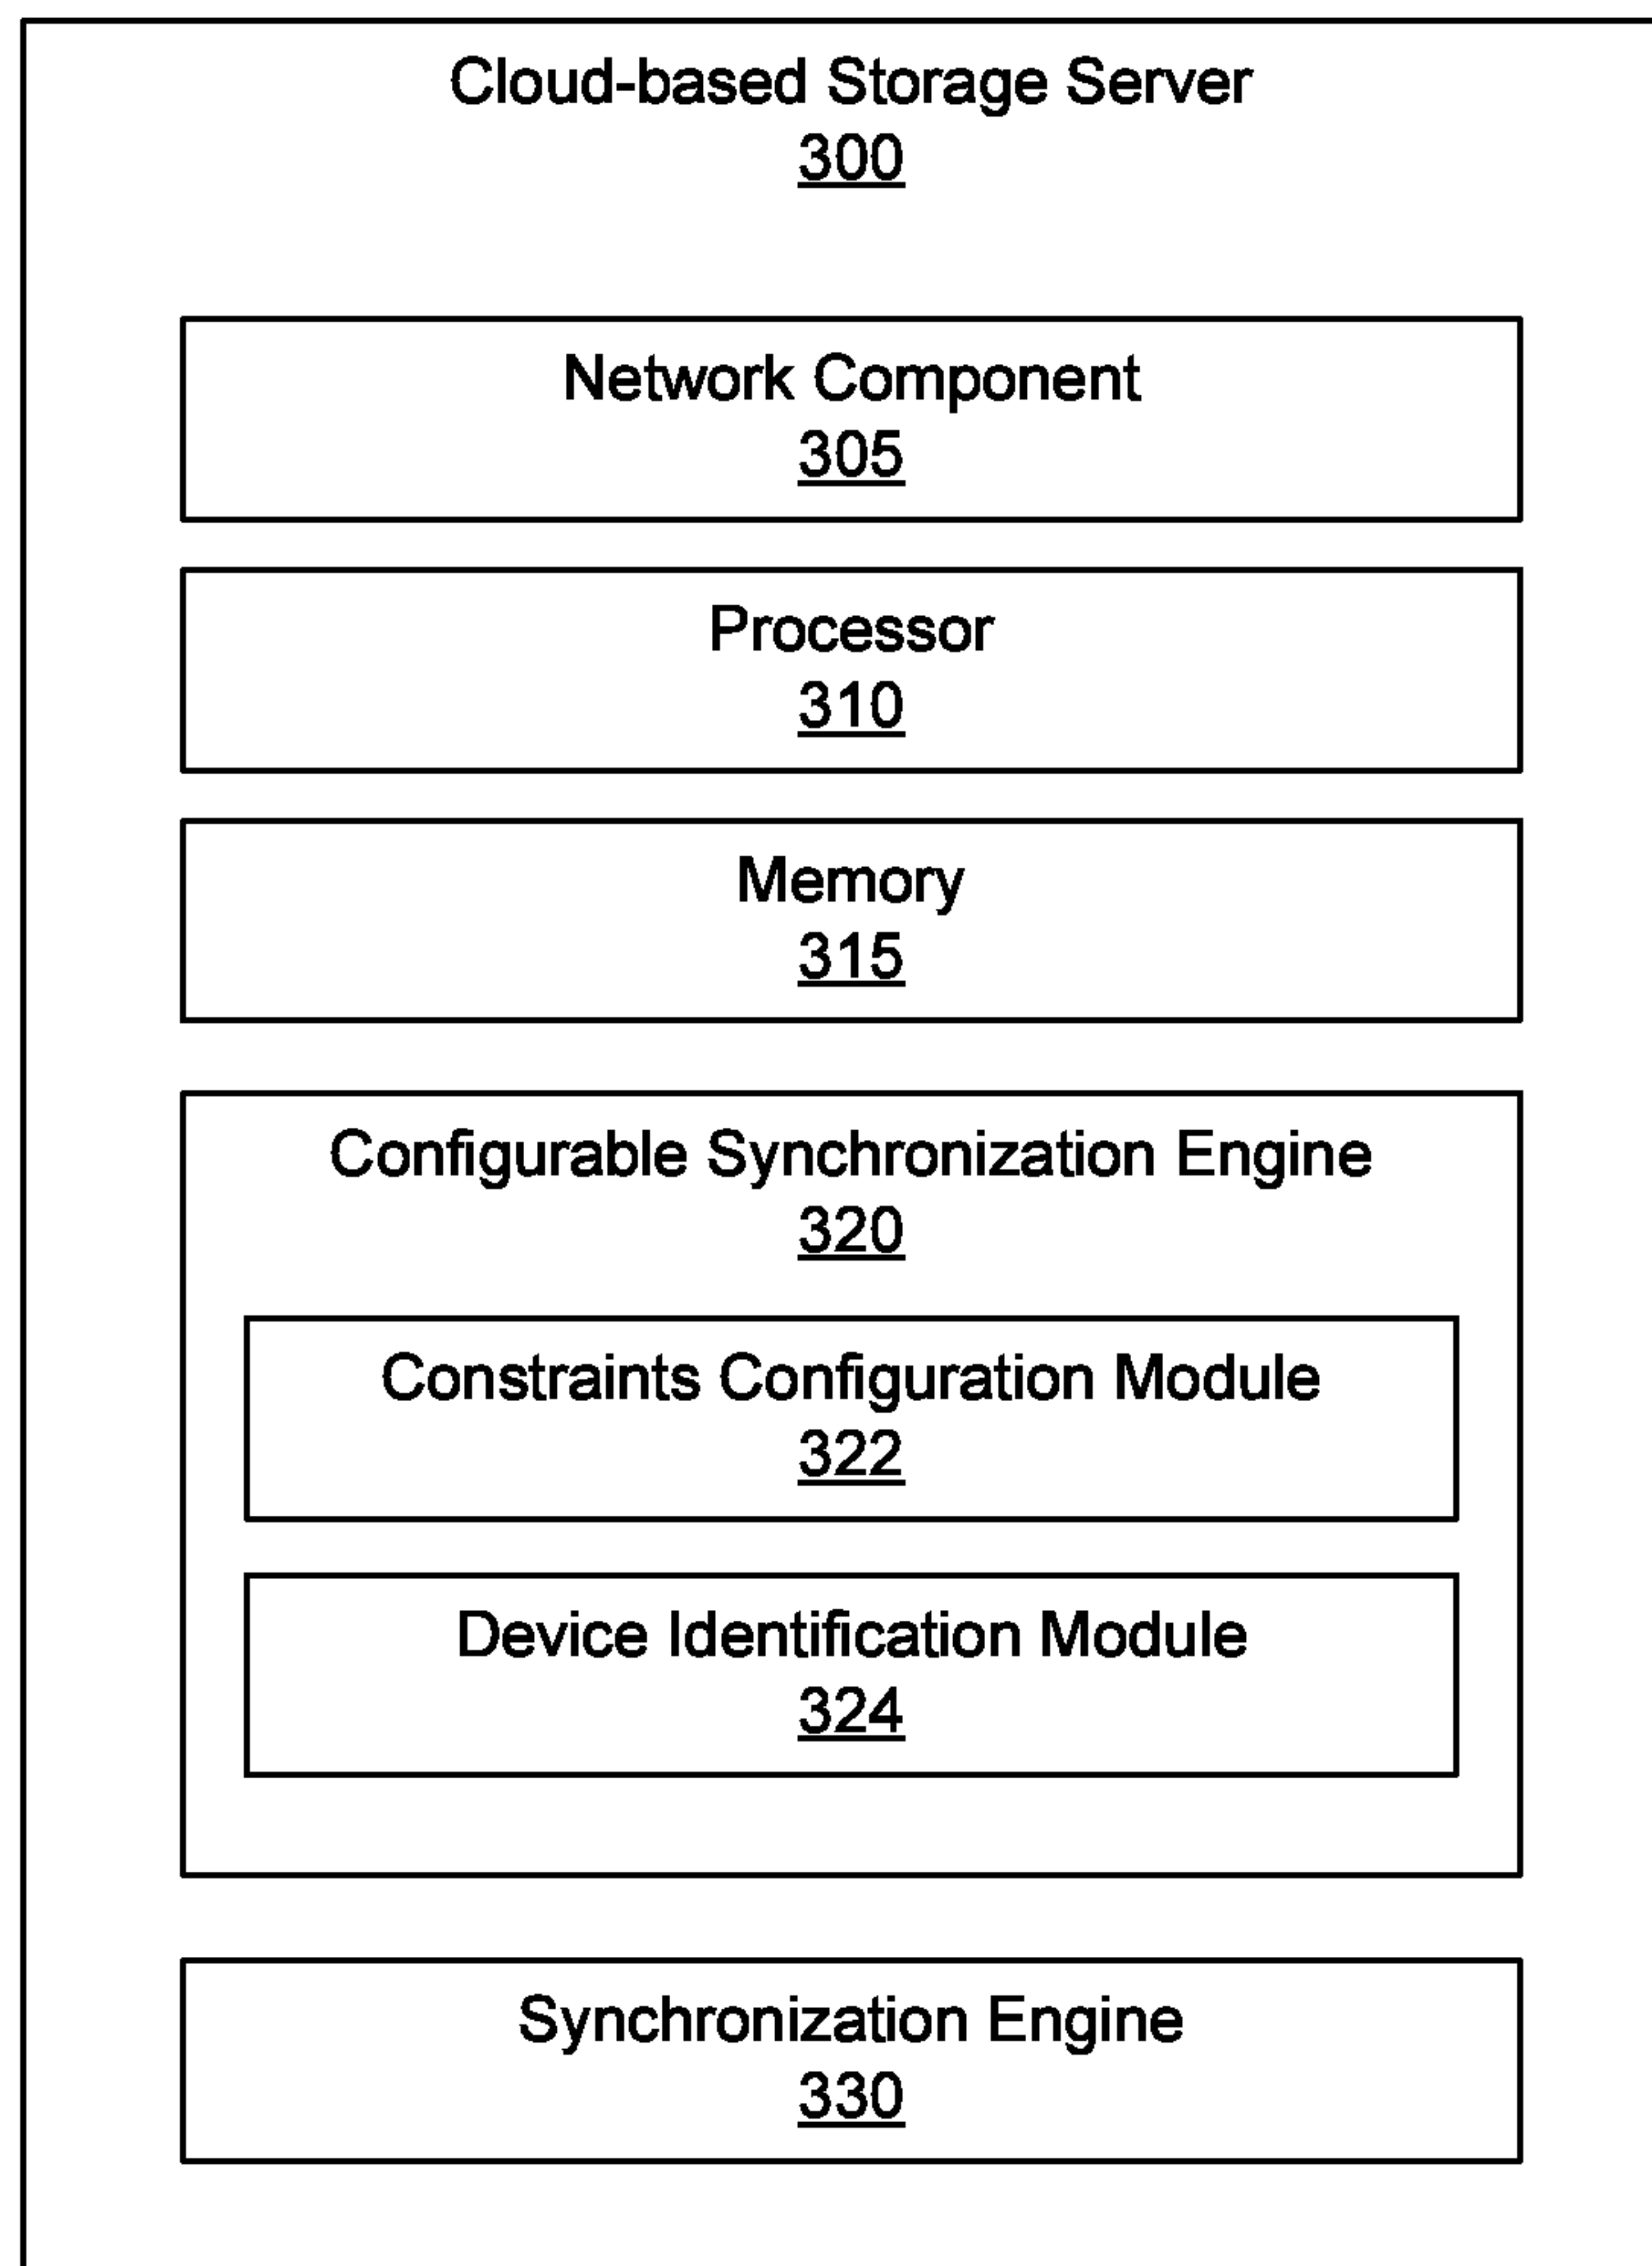 Cloud-based Storage Server
300
Network Component
305
Processor
310
Memory
315
Configurable Synchronization Engine
320
Constraints Configuration Module
322
Device Identification Module
324
Synchronization Engine
330